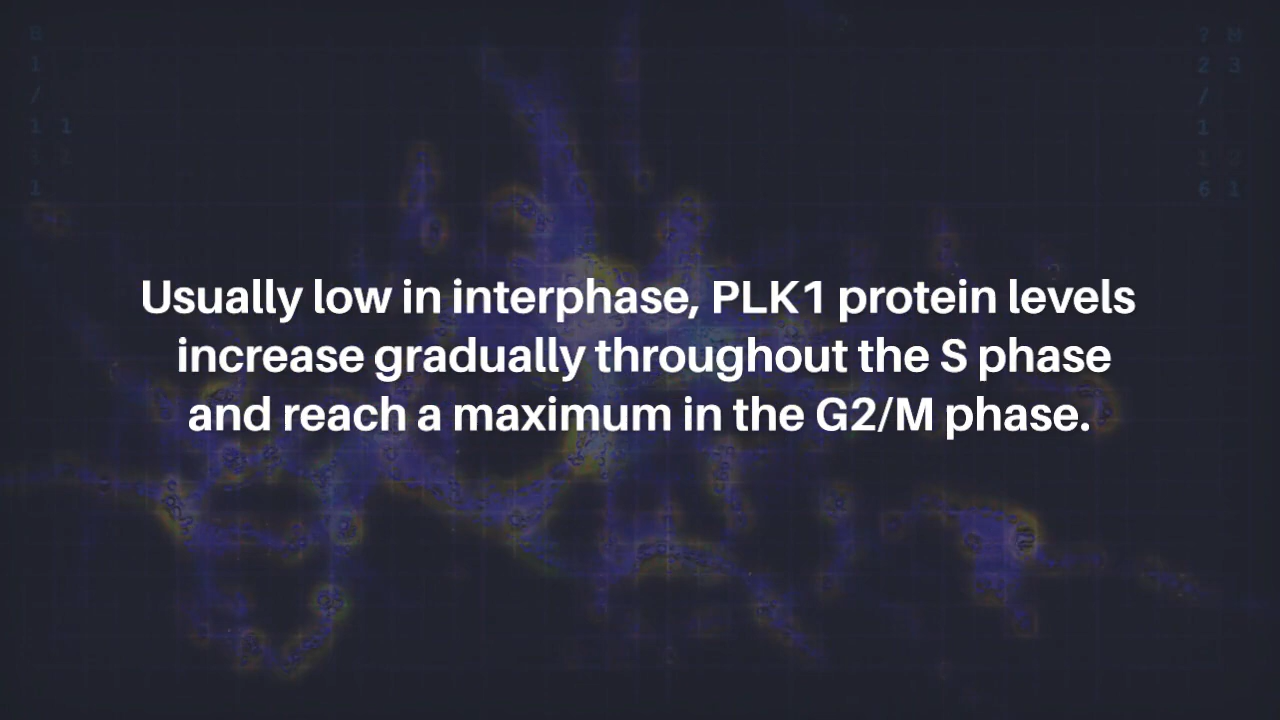 Usually low in interphase, PLK1 protein levels
increase gradually throughout the S phase
and reach a maximum in the G2/M phase.